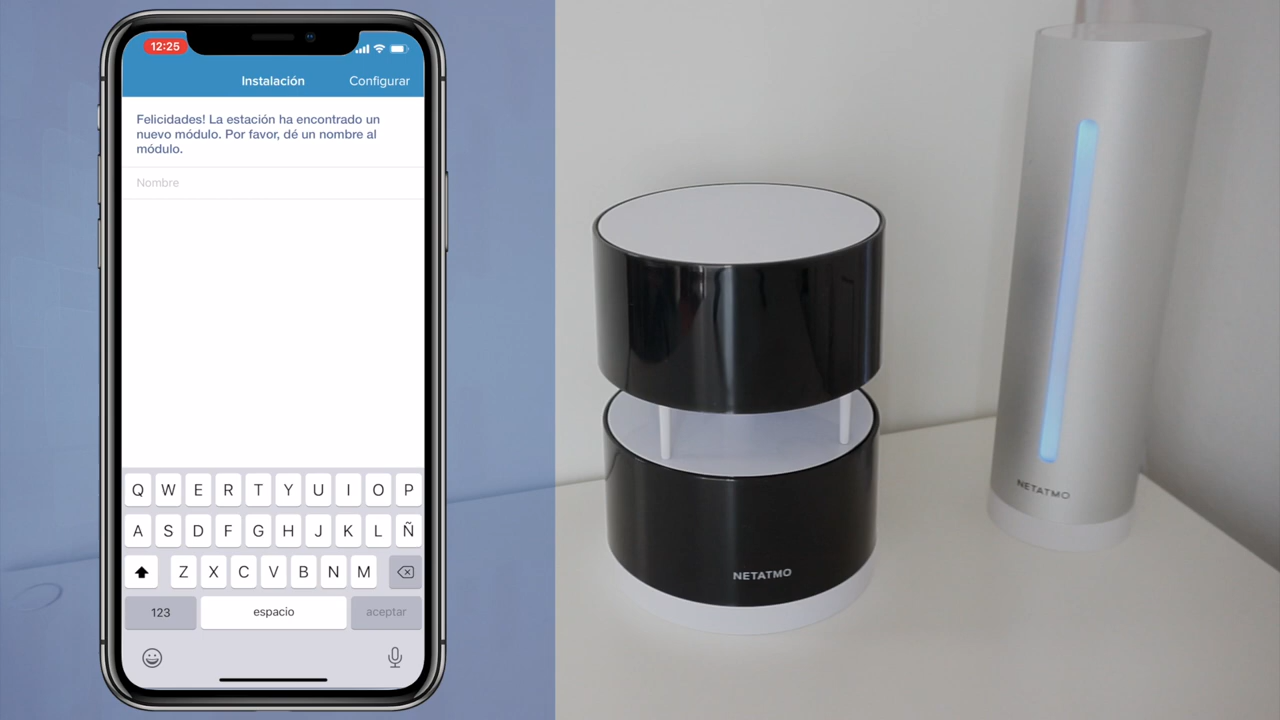 12:25
Instalación
Configurar
Felicidades! La estación ha encontrado un
nuevo módulo. Por favor, dé un nombre al
módulo.
Nombre
Q W E R T Y U I O P
A S D F G H J K L Ñ
Z X C V B N M
123
espacio
aceptar
NETATMO
NETATMO